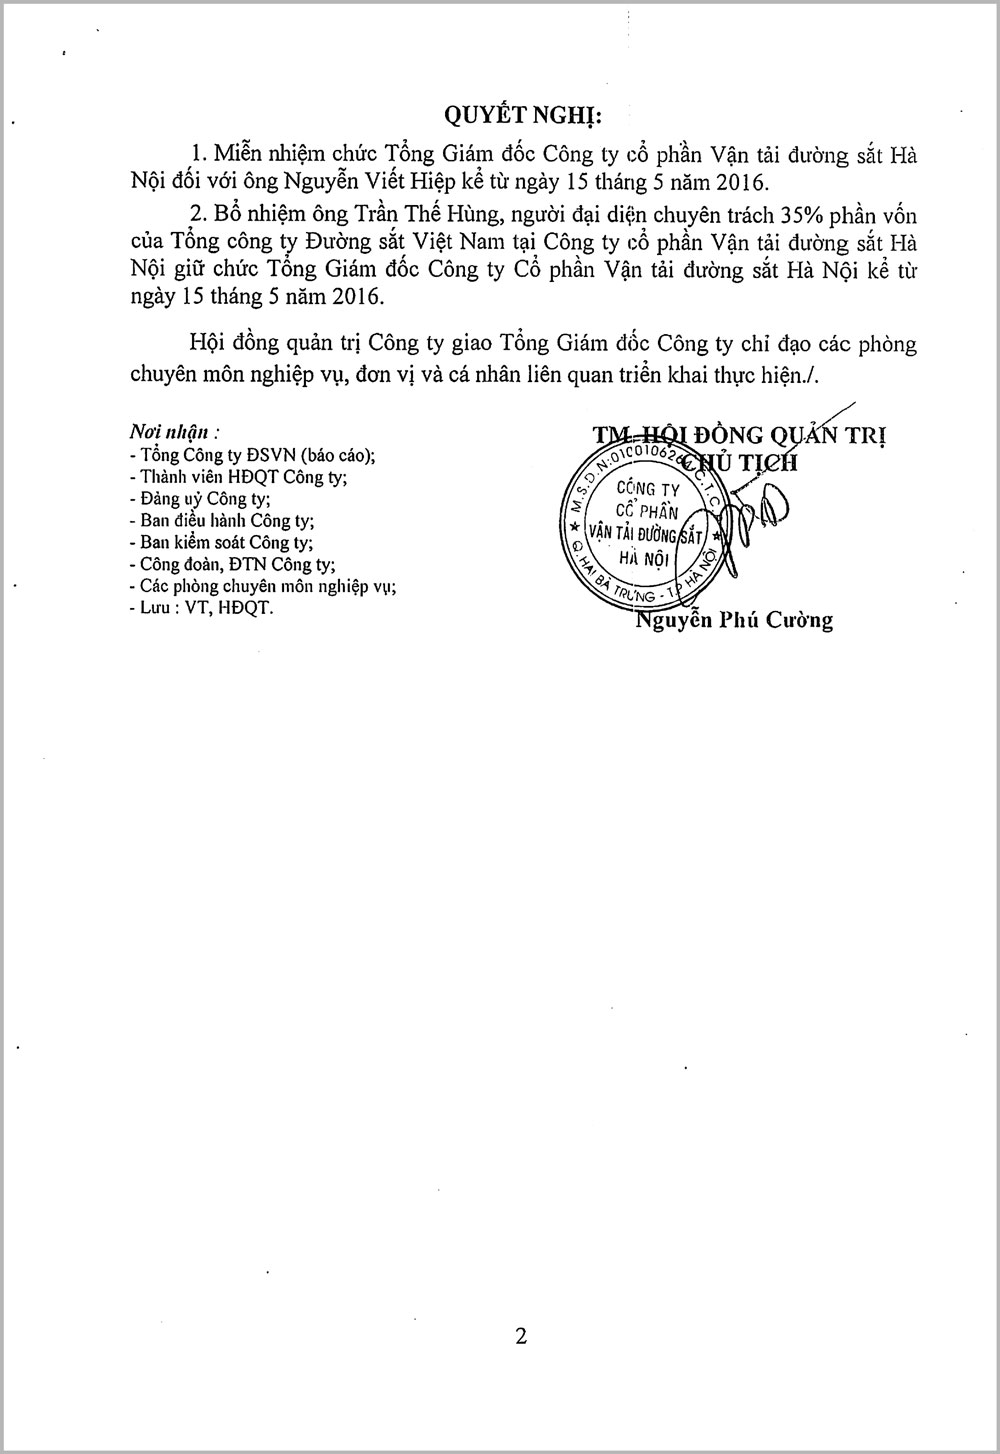 QUYẾT NGHỊ:
1. Miễn nhiệm chức Tổng Giám đốc Công ty cổ phần Vận tải đường sắt Hà
Nội đối với ông Nguyễn Viết Hiệp kể từ ngày 15 tháng 5 năm 2016.
2. Bổ nhiệm ông Trần Thế Hùng, người đại diện chuyên trách 35% phần vốn
của Tổng công ty Đường sắt Việt Nam tại Công ty cổ phần Vận tải đường sắt Hà
Nội giữ chức Tổng Giám đốc Công ty Cổ phần Vận tải đường sắt Hà Nội kể từ
ngày 15 tháng 5 năm 2016.
Hội đồng quản trị Công ty giao Tổng Giám đốc Công ty chỉ đạo các phòng
chuyên môn nghiệp vụ, đơn vị và cá nhân liên quan triển khai thực hiện./.
Nơi nhận :
- Tổng Công ty ĐSVN (báo cáo);
- Thành viên HĐQT Công ty;
- Đảng uỷ Công ty;
- Ban điều hành Công ty;
- Ban kiểm soát Công ty;
- Công đoàn, ĐTN Công ty;
- Các phòng chuyên môn nghiệp vụ;
- Lưu : VT, HĐQT.
TM. HỘI ĐỒNG QUẢN TRỊ
CHỦ TỊCH
M.S.D.N:01001062 C.T.C.P
CÔNG TY
CỔ PHẦN
VẬN TẢI ĐƯỜNG SẮT
HÀ NỘI
Q.HAI BÀ TRƯNG - T.P HÀ NỘI
Nguyễn Phú Cường
2